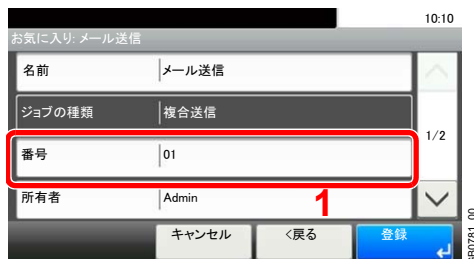 10:10
お気に入り: メール送信
名前 メール送信
ジョブの種類 複合送信
1/2
番号 01
所有者 Admin
1
キャンセル <戻る 登録